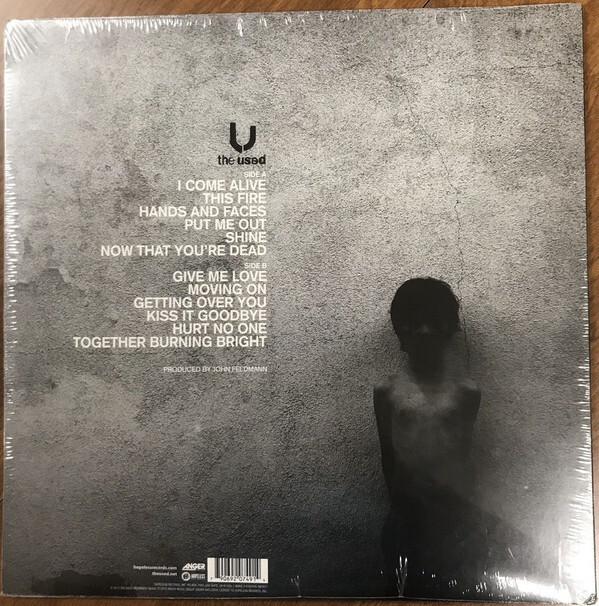 U
the used
SIDE A
I COME ALIVE
THIS FIRE
HANDS AND FACES
PUT ME OUT
SHINE
NOW THAT YOU'RE DEAD
SIDE B
GIVE ME LOVE
MOVING ON
GETTING OVER YOU
KISS IT GOODBYE
HURT NO ONE
TOGETHER BURNING BRIGHT
PRODUCED BY JOHN FELDMANN
hopelessrecords.com
theused.net
ANGER
HOPELESS